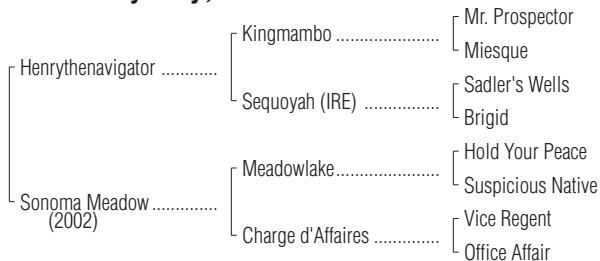 Kingmambo ....................
Mr. Prospector
Miesque
Henrythenavigator ...........
Sequoyah (IRE) ................
Sadler's Wells
Brigid
Sonoma Meadow .............
(2002)
Meadowlake......................
Hold Your Peace
Suspicious Native
Charge d'Affaires ..............
Vice Regent
Office Affair